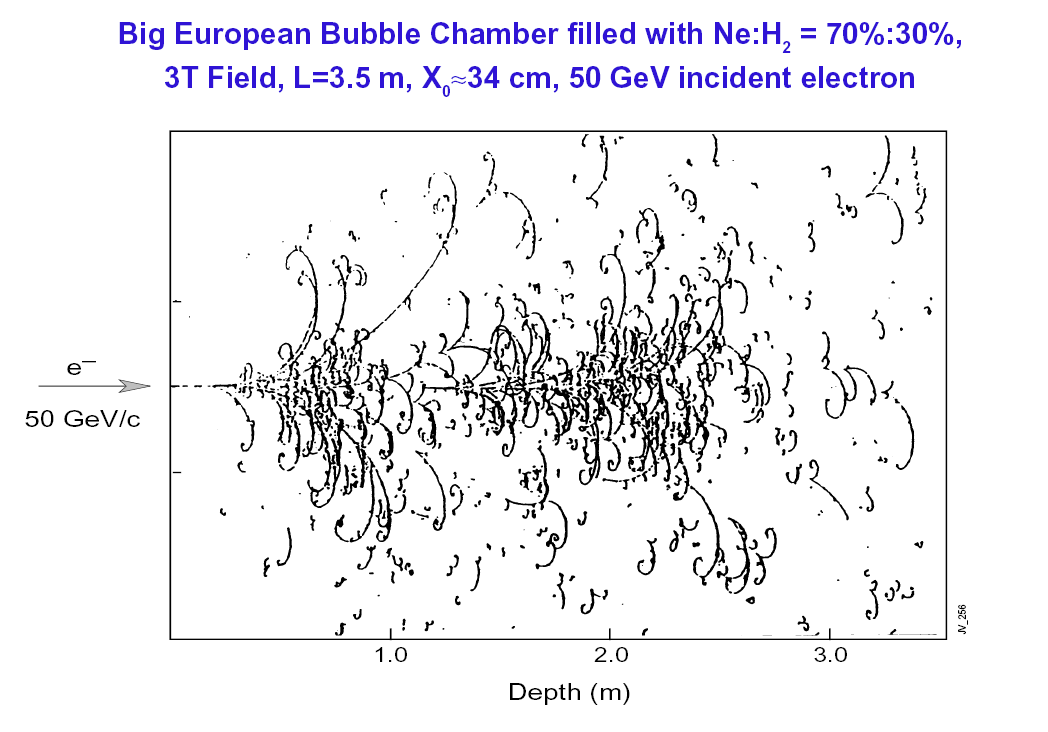 Big European Bubble Chamber filled with Ne:H₂ = 70%:30%,
3T Field, L=3.5 m, X₀≈34 cm, 50 GeV incident electron
e⁻
50 GeV/c
JV_256
1.0 2.0 3.0
Depth (m)